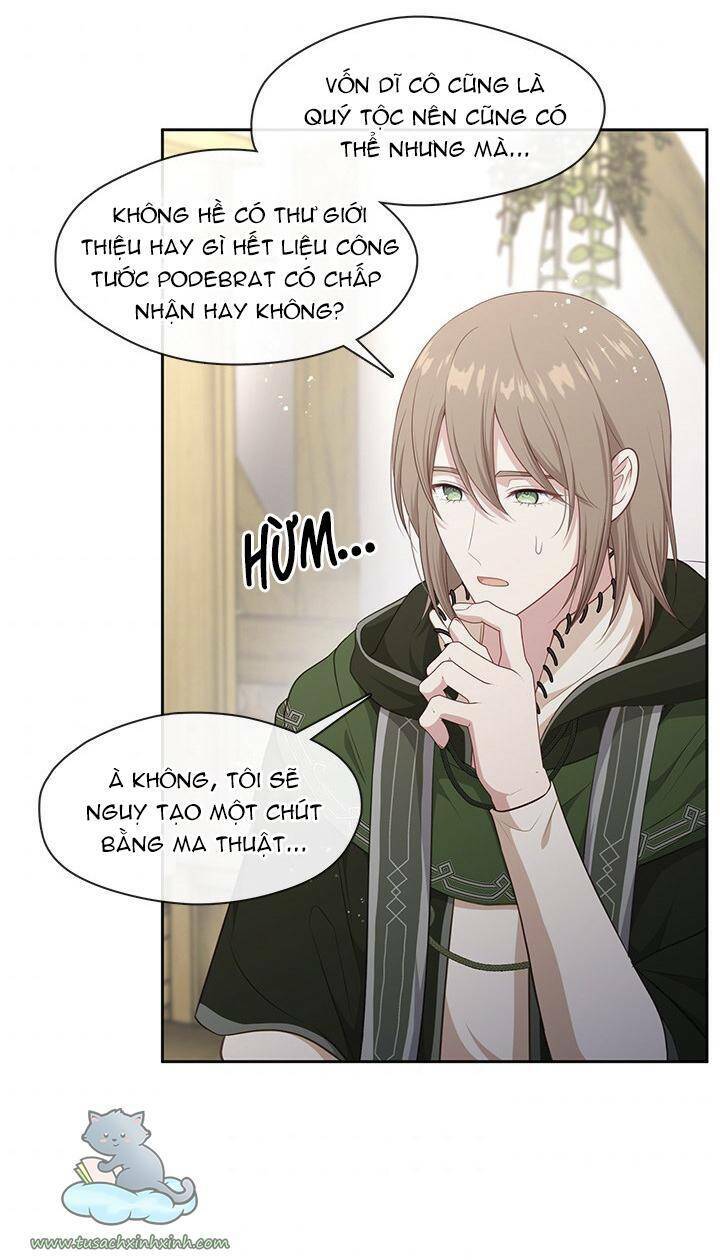 VỐN DĨ CÔ CŨNG LÀ
QUÝ TỘC NÊN CŨNG CÓ
THỂ NHƯNG MÀ...
KHÔNG HỀ CÓ THƯ GIỚI
THIỆU HAY GÌ HẾT LIỆU CÔNG
TƯỚC PODEBRAT CÓ CHẤP
NHẬN HAY KHÔNG?
HỪM...
À KHÔNG, TÔI SẼ
NGỤY TẠO MỘT CHÚT
BẰNG MA THUẬT...
www.tusachxinhxinh.com